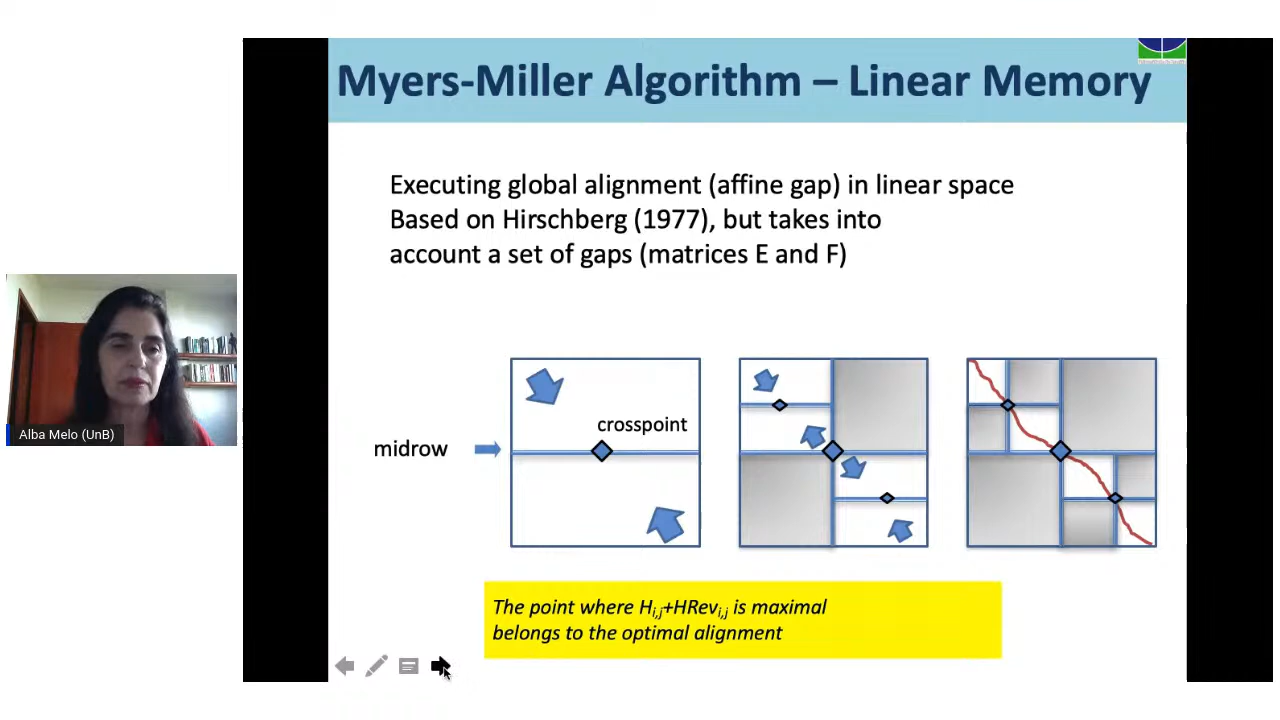 Myers-Miller Algorithm – Linear Memory
Executing global alignment (affine gap) in linear space
Based on Hirschberg (1977), but takes into
account a set of gaps (matrices E and F)
crosspoint
midrow
Alba Melo (UnB)
The point where Hi,j+HRevi,j is maximal
belongs to the optimal alignment